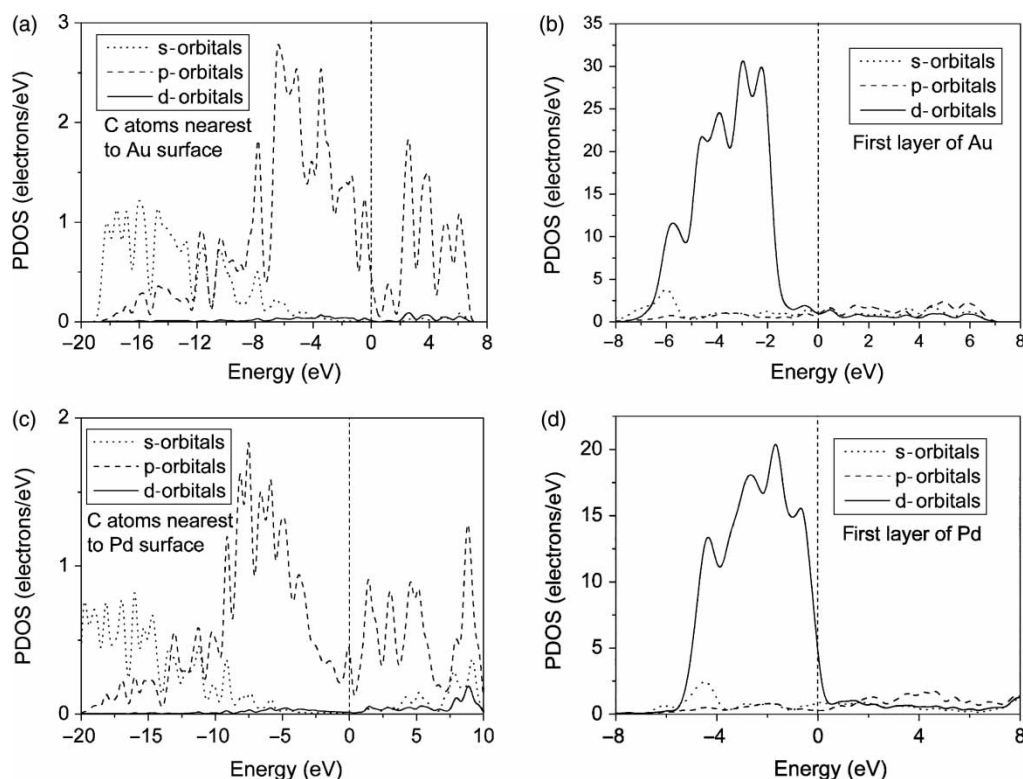 (a)
3
2
1
0
PDOS (electrons/eV)
s-orbitals
p-orbitals
d-orbitals
C atoms nearest
to Au surface
−20 −16 −12 −8 −4 0 4 8
Energy (eV)
(b)
35
30
25
20
15
10
5
0
PDOS (electrons/eV)
s-orbitals
p-orbitals
d-orbitals
First layer of Au
−8 −6 −4 −2 0 2 4 6 8
Energy (eV)
(c)
2
1
0
PDOS (electrons/eV)
s-orbitals
p-orbitals
d-orbitals
C atoms nearest
to Pd surface
−20 −15 −10 −5 0 5 10
Energy (eV)
(d)
20
15
10
5
0
PDOS (electrons/eV)
s-orbitals
p-orbitals
d-orbitals
First layer of Pd
−8 −4 0 4 8
Energy (eV)